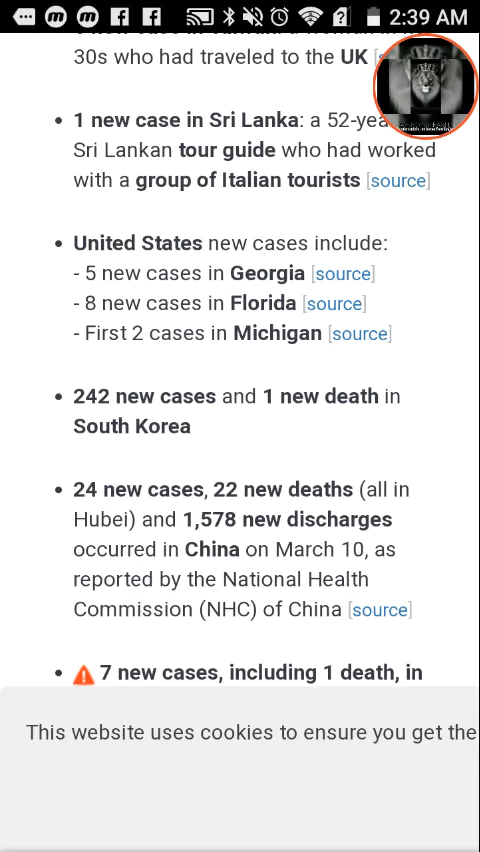 2:39 AM
30s who had traveled to the UK
• 1 new case in Sri Lanka: a 52-yea
Sri Lankan tour guide who had worked
with a group of Italian tourists [source]
• United States new cases include:
- 5 new cases in Georgia [source]
- 8 new cases in Florida [source]
- First 2 cases in Michigan [source]
• 242 new cases and 1 new death in
South Korea
• 24 new cases, 22 new deaths (all in
Hubei) and 1,578 new discharges
occurred in China on March 10, as
reported by the National Health
Commission (NHC) of China [source]
• 7 new cases, including 1 death, in
This website uses cookies to ensure you get the